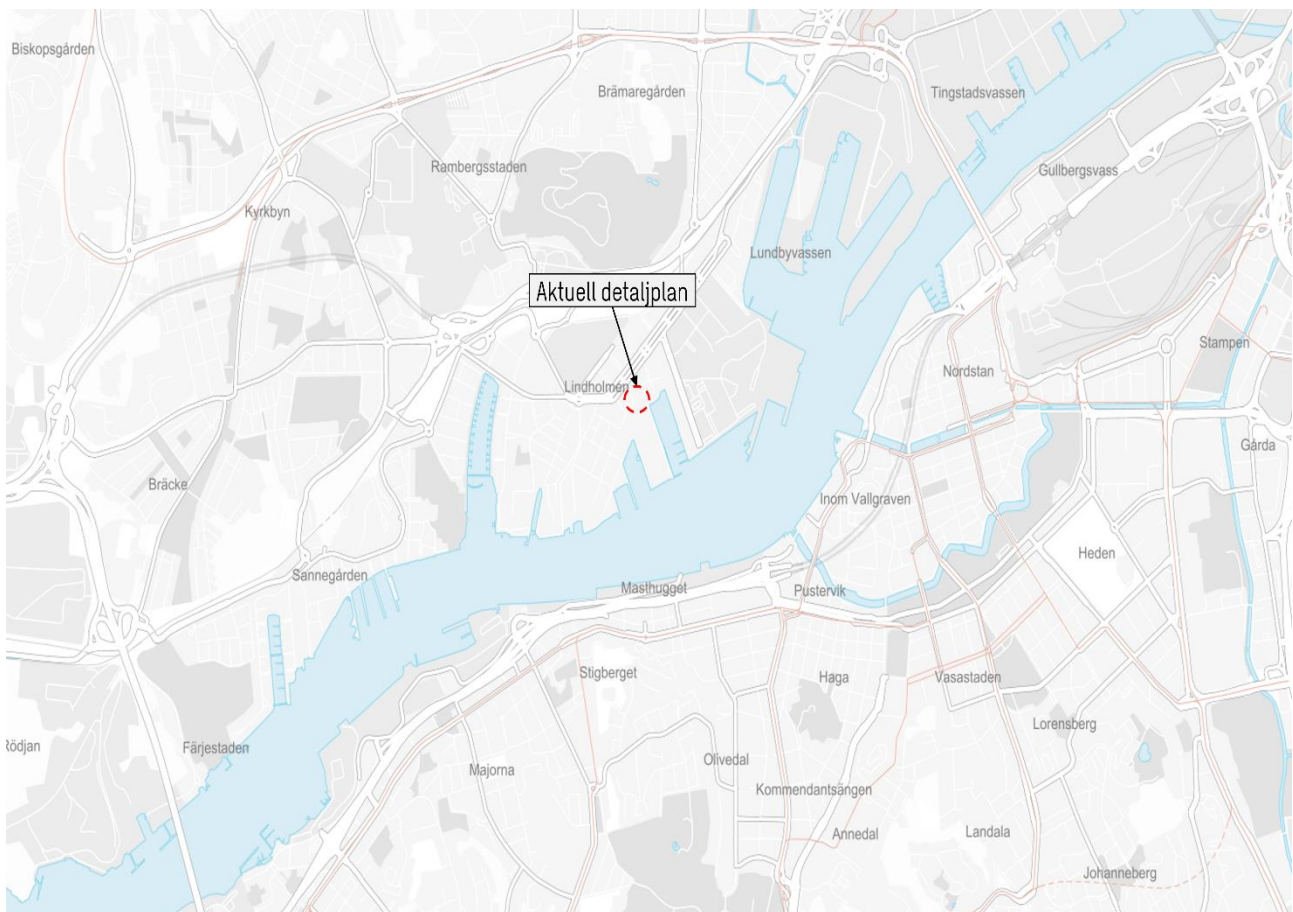 Biskopsgården
Brämaregården
Tingstadsvassen
Rambergsstaden
Gullbergsvass
Kyrkbyn
Lundbyvassen
Aktuell detaljplan
Stampen
Nordstan
Lindholmen
Gårda
Bräcke
Inom Vallgraven
Heden
Sannegården
Masthugget
Pustervik
Stigberget
Haga
Vasastaden
Lorensberg
Rödjan
Färjestaden
Olivedal
Majorna
Kommendantsängen
Annedal
Landala
Johanneberg